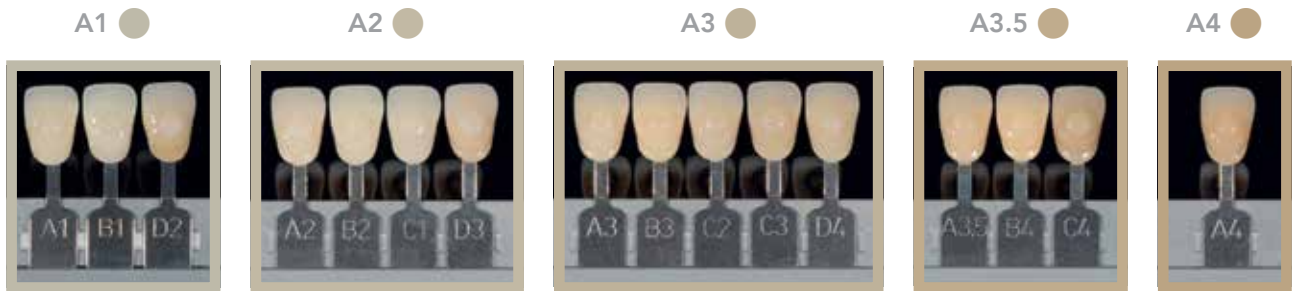 A1 A2 A3 A3.5 A4
A1 B1 D2 A2 B2 C1 D3 A3 B3 C2 C3 D4 A3,5 B4 C4 A4